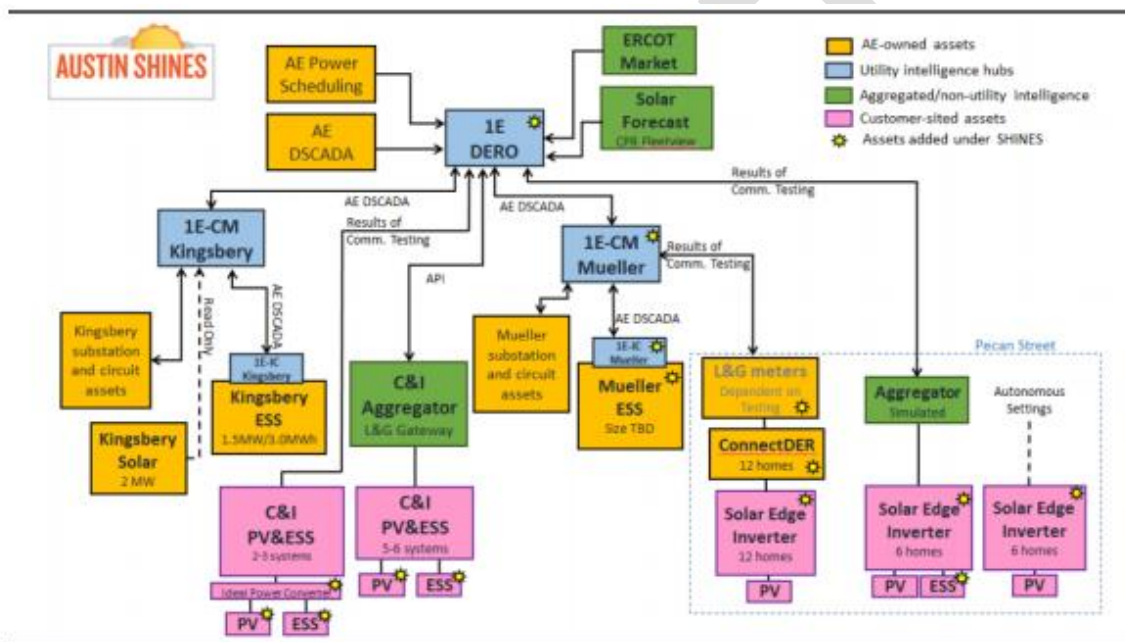 AUSTIN SHINES
AE Power
Scheduling
AE
DSCADA
ERCOT
Market
Solar
Forecast
CPR Fleetview
1E
DERO
AE-owned assets
Utility intelligence hubs
Aggregated/non-utility intelligence
Customer-sited assets
Assets added under SHINES
AE DSCADA
Results of
Comm. Testing
AE DSCADA
Results of
Comm. Testing
1E-CM
Kingsbery
1E-CM
Mueller
Results of
Comm. Testing
API
Read Only
AE DSCADA
AE DSCADA
Kingsbery
substation
and circuit
assets
1E-IC
Kingsbery
Kingsbery
ESS
1.5MW/3.0MWh
Kingsbery
Solar
2 MW
C&I
Aggregator
L&G Gateway
Mueller
substation
and circuit
assets
1E-IC
Mueller
Mueller
ESS
Size TBD
Pecan Street
L&G meters
Dependent on
Testing
ConnectDER
12 homes
Aggregator
Simulated
Autonomous
Settings
C&I
PV&ESS
2-3 systems
Ideal Power Converter
PV
ESS
C&I
PV&ESS
5-6 systems
PV
ESS
Solar Edge
Inverter
12 homes
PV
Solar Edge
Inverter
6 homes
PV
ESS
Solar Edge
Inverter
6 homes
PV